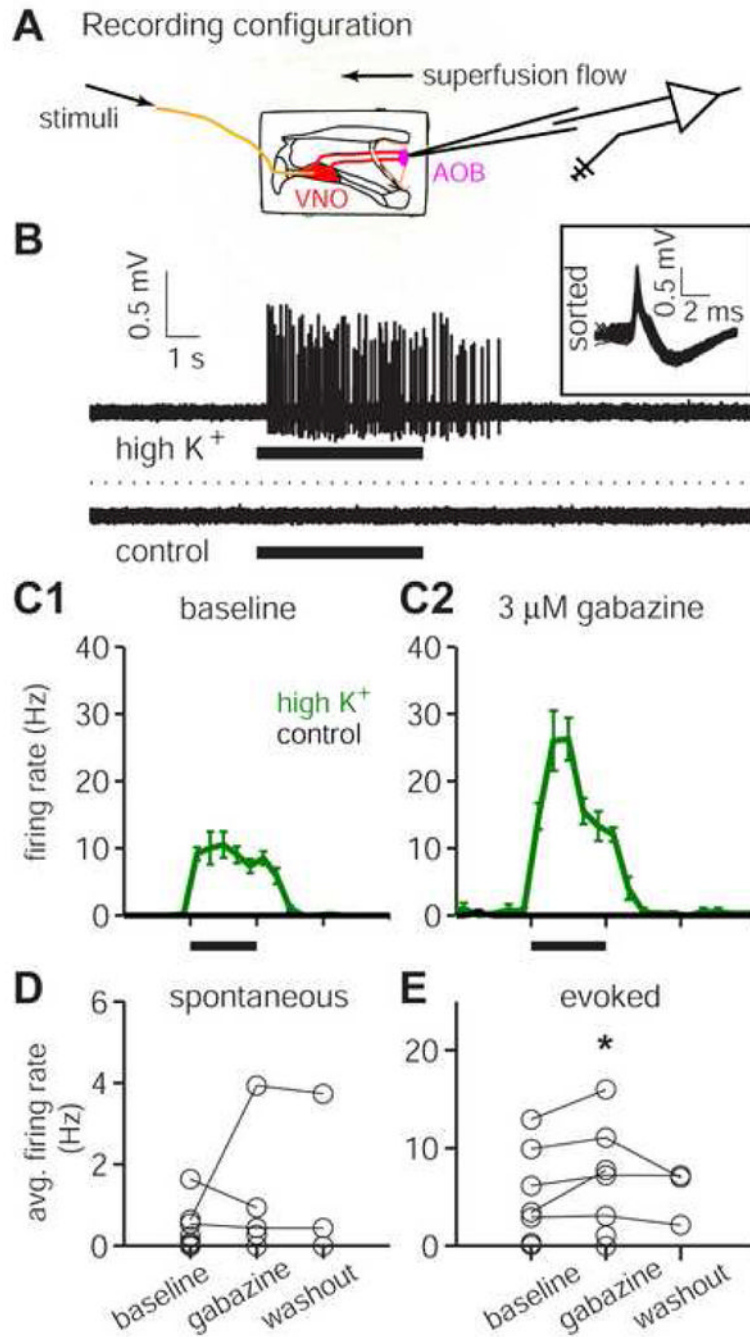 A Recording configuration
superfusion flow
stimuli
VNO
AOB
B
0.5 mV
1 s
sorted
0.5 mV
2 ms
high K+
control
C1 baseline
C2 3 μM gabazine
firing rate (Hz)
40
30
20
10
0
high K+
control
40
30
20
10
0
D spontaneous
E evoked
avg. firing rate
(Hz)
6
4
2
0
baseline
gabazine
washout
*
20
10
0
baseline
gabazine
washout